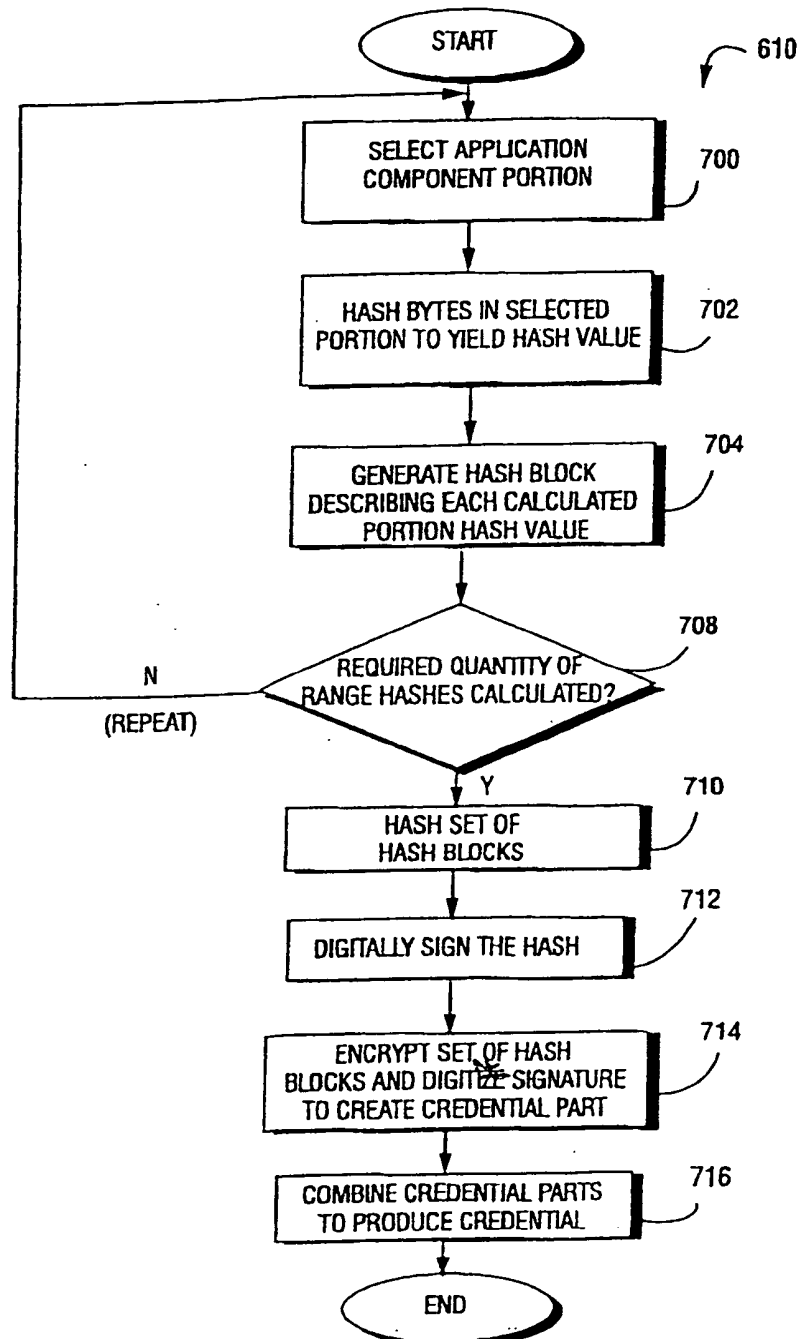 START
610
SELECT APPLICATION
COMPONENT PORTION
700
HASH BYTES IN SELECTED
PORTION TO YIELD HASH VALUE
702
704
GENERATE HASH BLOCK
DESCRIBING EACH CALCULATED
PORTION HASH VALUE
708
REQUIRED QUANTITY OF
RANGE HASHES CALCULATED?
N
(REPEAT)
Y
710
HASH SET OF
HASH BLOCKS
712
DIGITALLY SIGN THE HASH
714
ENCRYPT SET OF HASH
BLOCKS AND DIGITIZE SIGNATURE
TO CREATE CREDENTIAL PART
716
COMBINE CREDENTIAL PARTS
TO PRODUCE CREDENTIAL
END